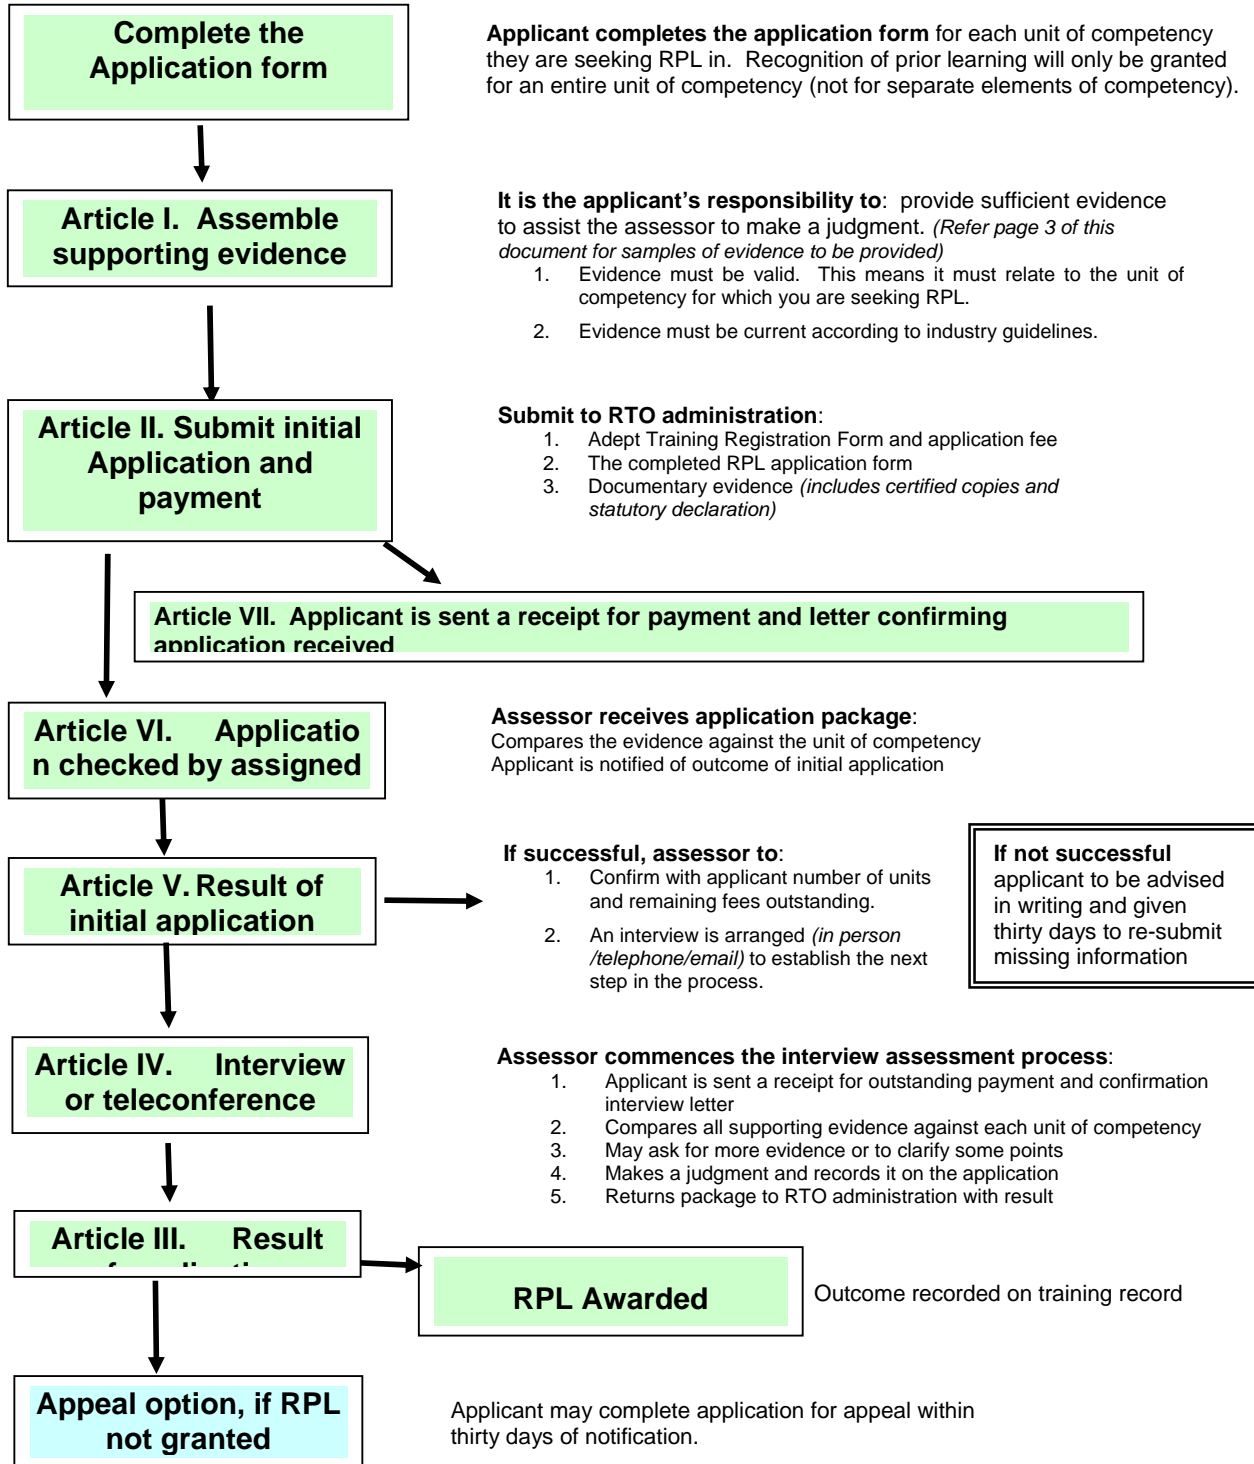 Complete the
Application form
Applicant completes the application form for each unit of competency
they are seeking RPL in. Recognition of prior learning will only be granted
for an entire unit of competency (not for separate elements of competency).
Article I. Assemble
supporting evidence
It is the applicant's responsibility to: provide sufficient evidence
to assist the assessor to make a judgment. (Refer page 3 of this
document for samples of evidence to be provided)
1. Evidence must be valid. This means it must relate to the unit of
competency for which you are seeking RPL.
2. Evidence must be current according to industry guidelines.
Article II. Submit initial
Application and
payment
Submit to RTO administration:
1. Adept Training Registration Form and application fee
2. The completed RPL application form
3. Documentary evidence (includes certified copies and
statutory declaration)
Article VII. Applicant is sent a receipt for payment and letter confirming
application received
Article VI. Applicatio
n checked by assigned
Assessor receives application package:
Compares the evidence against the unit of competency
Applicant is notified of outcome of initial application
Article V. Result of
initial application
If successful, assessor to:
1. Confirm with applicant number of units
and remaining fees outstanding.
2. An interview is arranged (in person
/telephone/email) to establish the next
step in the process.
If not successful
applicant to be advised
in writing and given
thirty days to re-submit
missing information
Article IV. Interview
or teleconference
Assessor commences the interview assessment process:
1. Applicant is sent a receipt for outstanding payment and confirmation
interview letter
2. Compares all supporting evidence against each unit of competency
3. May ask for more evidence or to clarify some points
4. Makes a judgment and records it on the application
5. Returns package to RTO administration with result
Article III. Result
RPL Awarded
Outcome recorded on training record
Appeal option, if RPL
not granted
Applicant may complete application for appeal within
thirty days of notification.